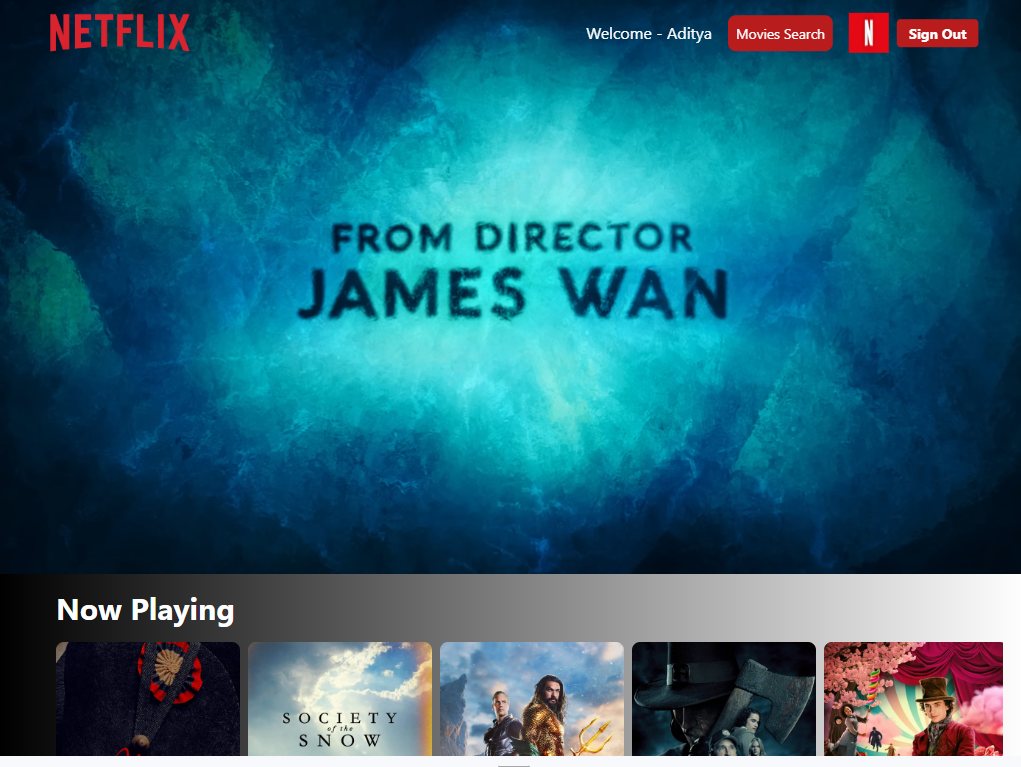 NETFLIX
Welcome - Aditya
Movies Search
N
Sign Out
FROM DIRECTOR
JAMES WAN
Now Playing
SOCIETY
of the
SNOW